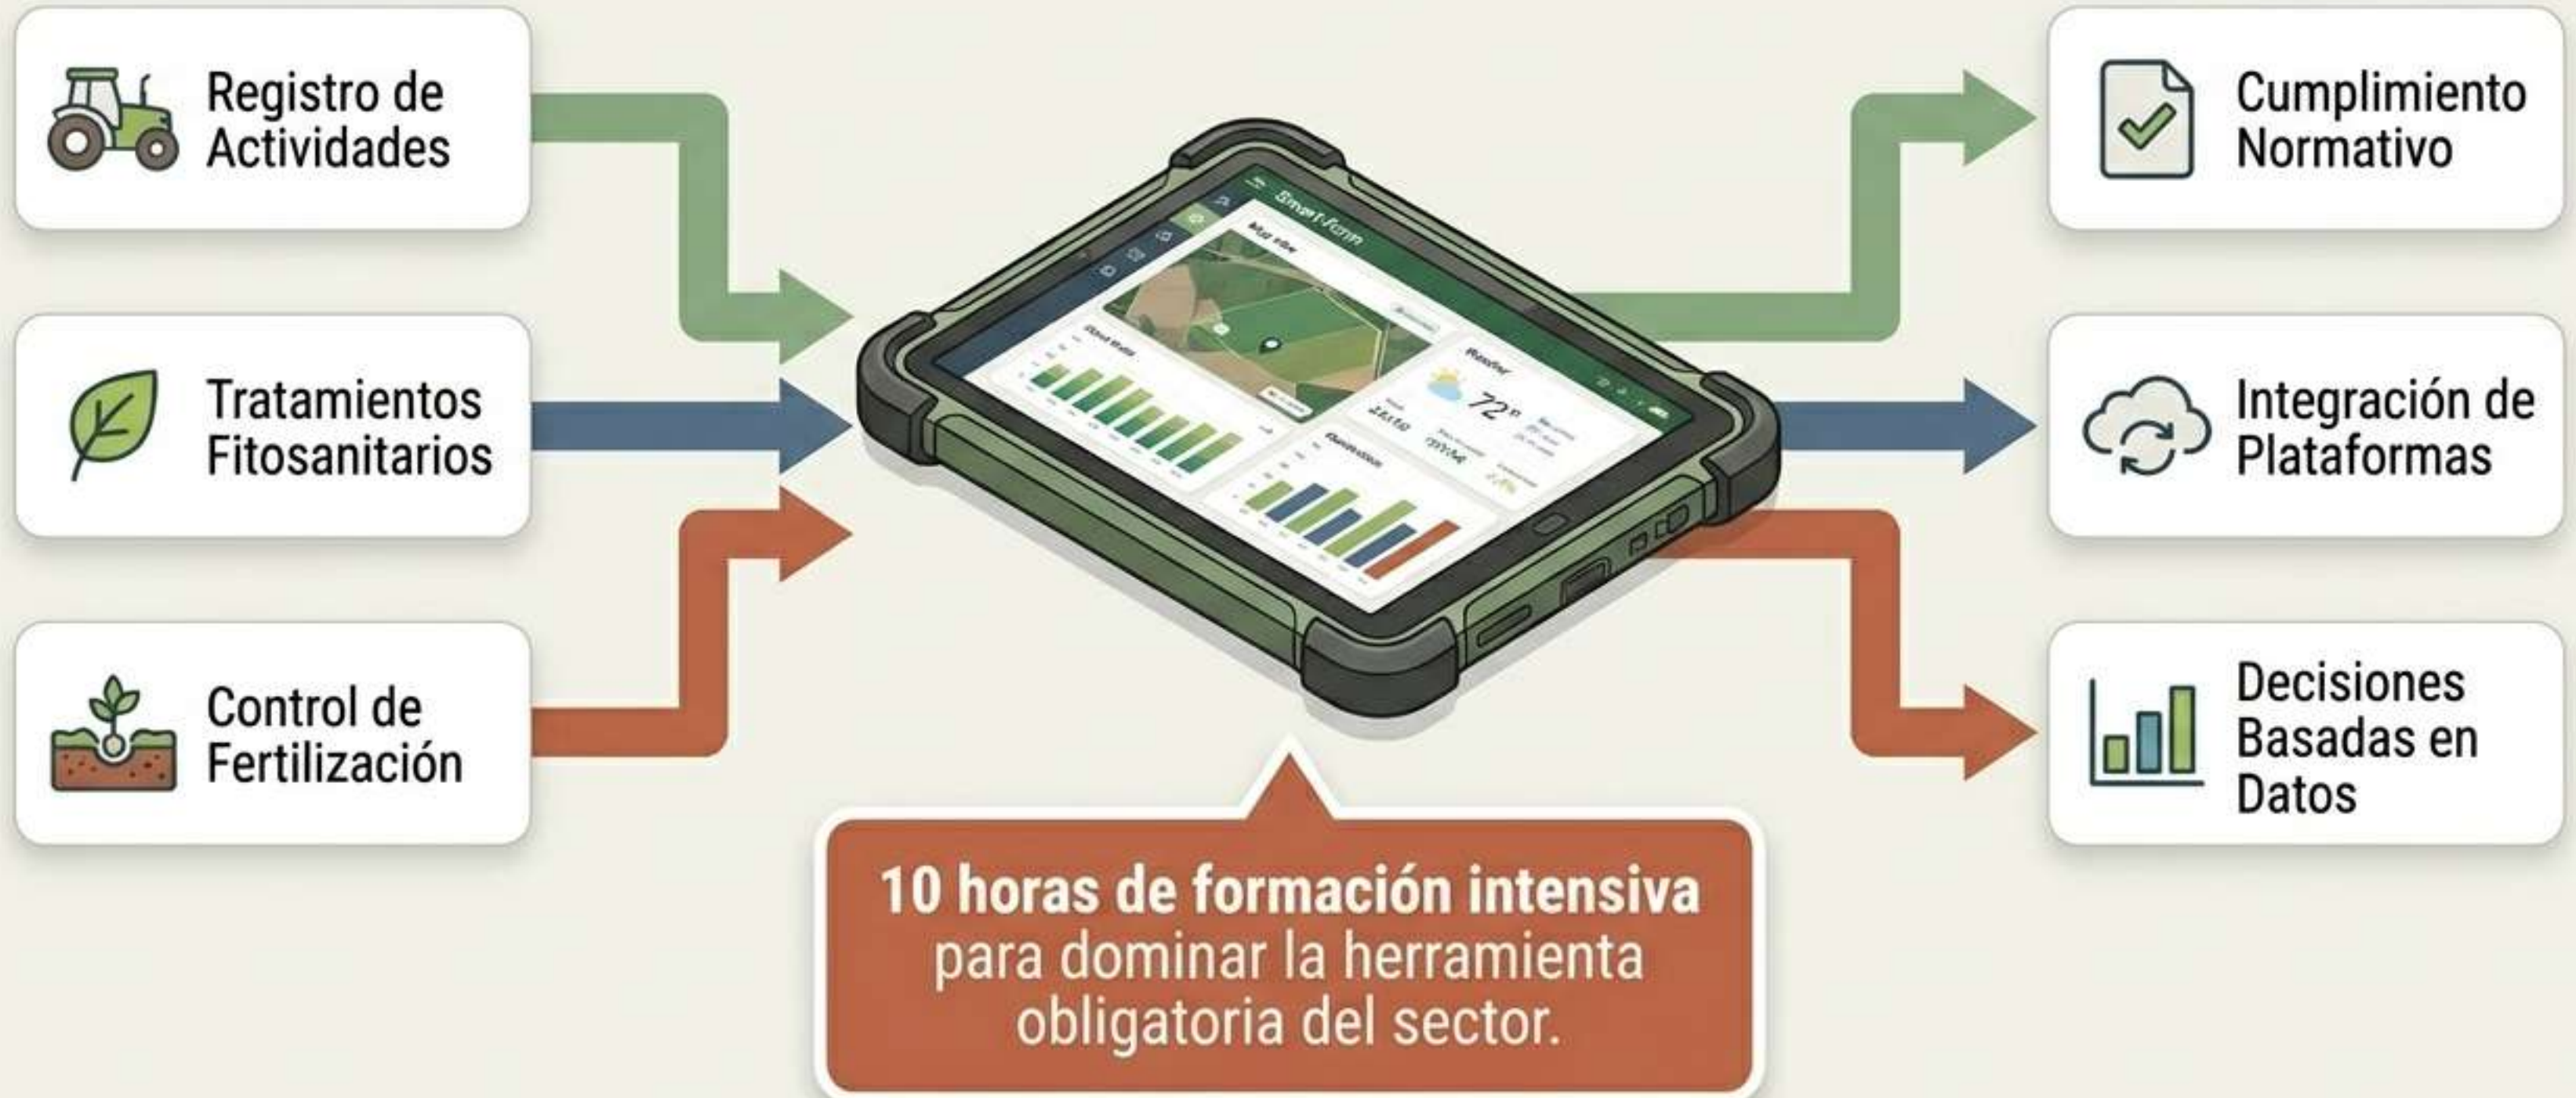 Registro de
Actividades
Tratamientos
Fitosanitarios
Control de
Fertilización
72°
10 horas de formación intensiva
para dominar la herramienta
obligatoria del sector.
Cumplimiento
Normativo
Integración de
Plataformas
Decisiones
Basadas en
Datos